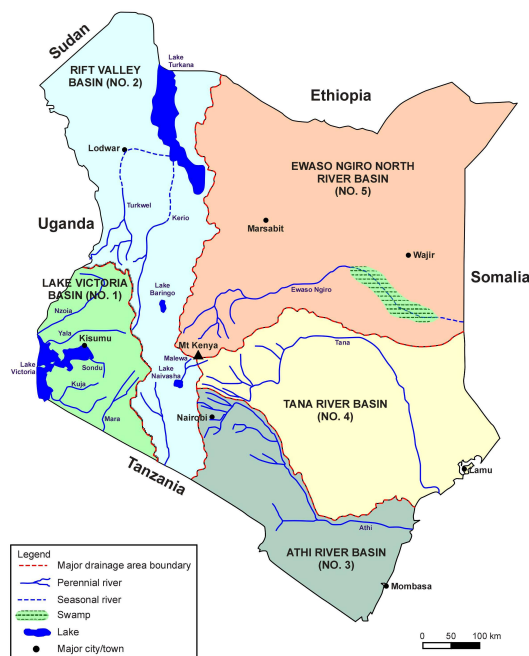 Sudan
Lake
Turkana
RIFT VALLEY
BASIN (NO. 2)
Ethiopia
Lodwar
EWASO NGIRO NORTH
RIVER BASIN
(NO. 5)
Turkwel
Kerio
Uganda
Marsabit
Wajir
LAKE VICTORIA
BASIN (NO. 1)
Somalia
Lake
Baringo
Ewaso Ngiro
Nzoia
Yala
Kisumu
Mt Kenya
Tana
Malewa
Lake
Victoria
Sondu
Lake
Naivasha
Kuja
Mara
Nairobi
TANA RIVER BASIN
(NO. 4)
Tanzania
Lamu
Athi
ATHI RIVER BASIN
(NO. 3)
Mombasa
Legend
Major drainage area boundary
Perennial river
Seasonal river
Swamp
Lake
Major city/town
0 50 100 km